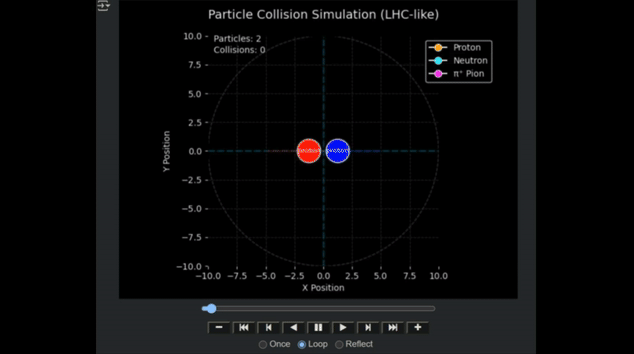 Particle Collision Simulation (LHC-like)
Particles: 2
Collisions: 0
Proton
Neutron
π⁺ Pion
10.0
7.5
5.0
2.5
0.0
−2.5
−5.0
−7.5
−10.0
Y Position
−10.0 −7.5 −5.0 −2.5 0.0 2.5 5.0 7.5 10.0
X Position
Once Loop Reflect